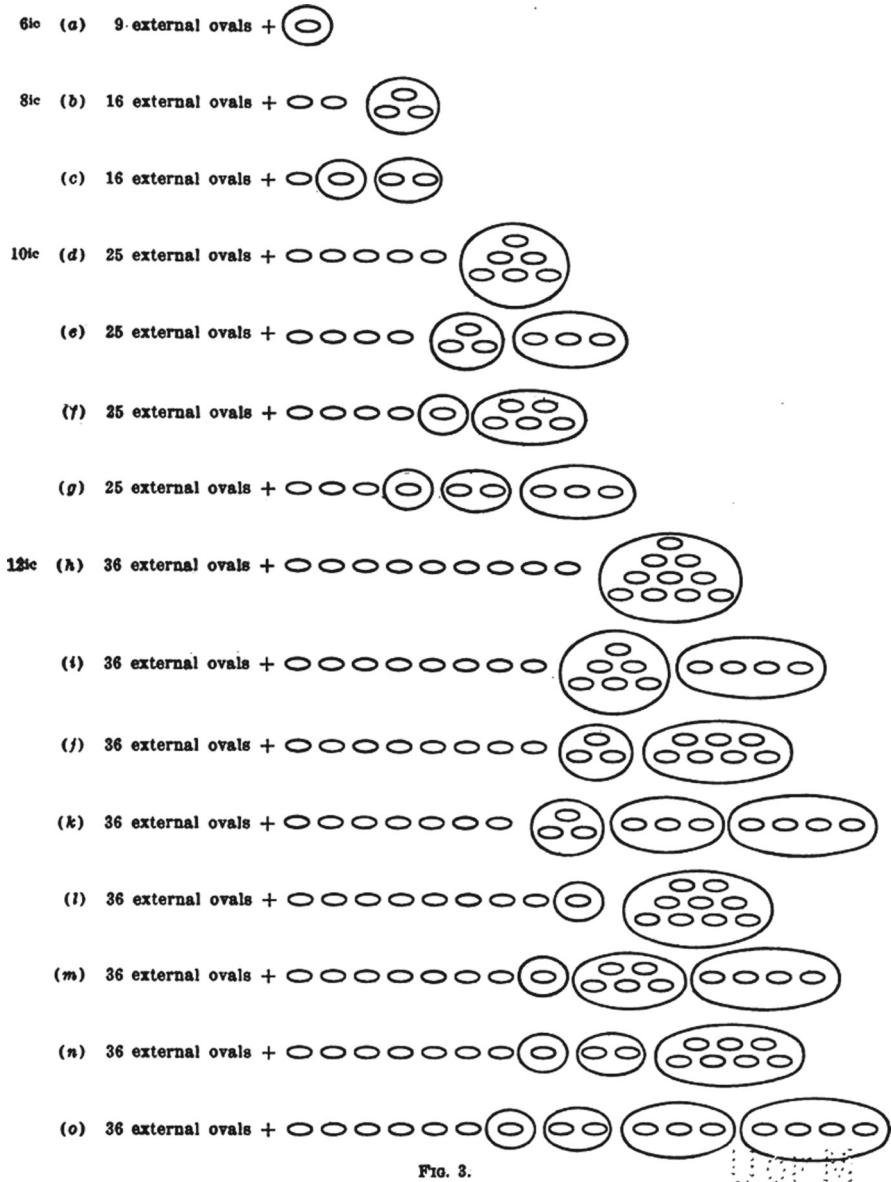 6ic (a) 9 external ovals +
8ic (b) 16 external ovals +
(c) 16 external ovals +
10ic (d) 25 external ovals +
(e) 25 external ovals +
(f) 25 external ovals +
(g) 25 external ovals +
12ic (h) 36 external ovals +
(i) 36 external ovals +
(j) 36 external ovals +
(k) 36 external ovals +
(l) 36 external ovals +
(m) 36 external ovals +
(n) 36 external ovals +
(o) 36 external ovals +
FIG. 3.